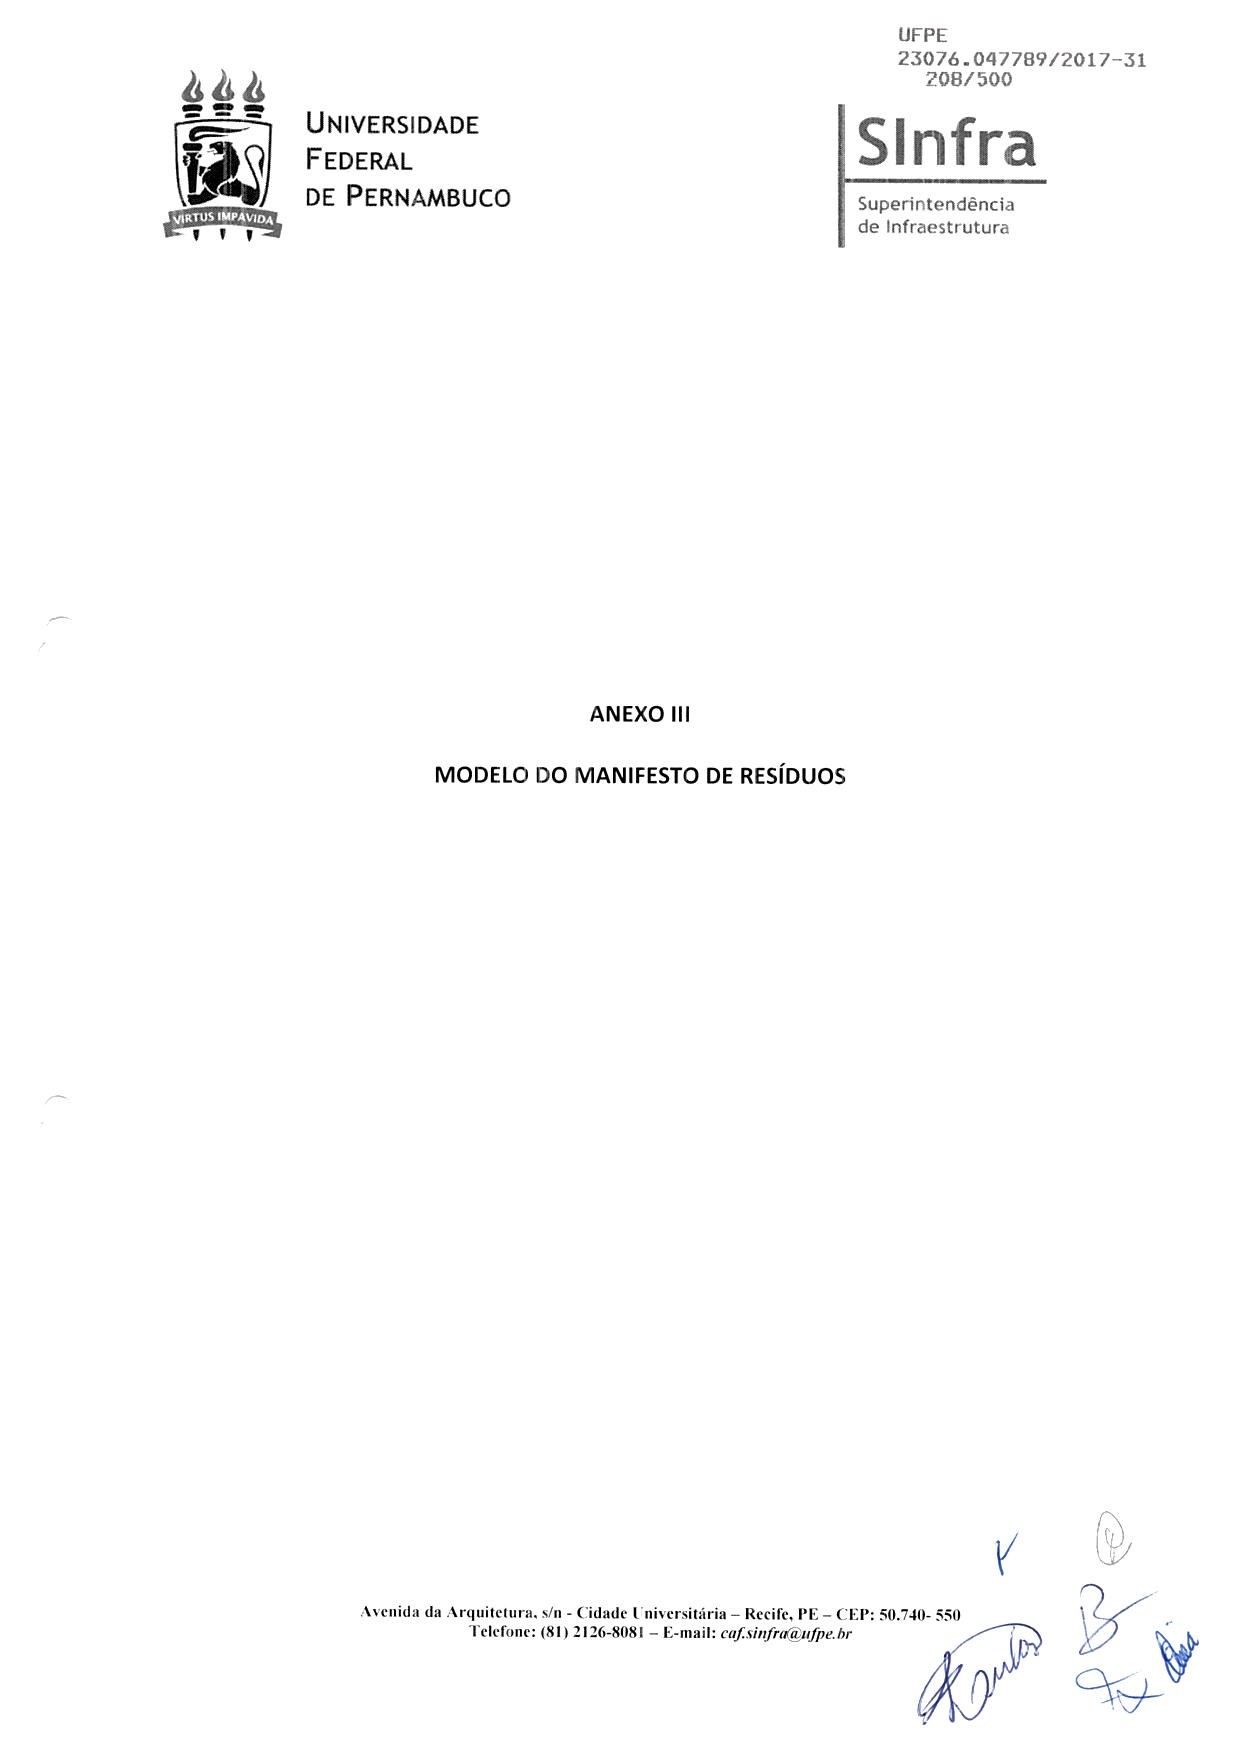 UFPE
23076.047789/2017-31
208/500
UNIVERSIDADE
FEDERAL
DE PERNAMBUCO
VIRTUS IMPAVIDA
SInfra
Superintendência
de Infraestrutura
ANEXO III
MODELO DO MANIFESTO DE RESÍDUOS
Avenida da Arquitetura, s/n - Cidade Universitária – Recife, PE – CEP: 50.740- 550
Telefone: (81) 2126-8081 – E-mail: caf.sinfra@ufpe.br